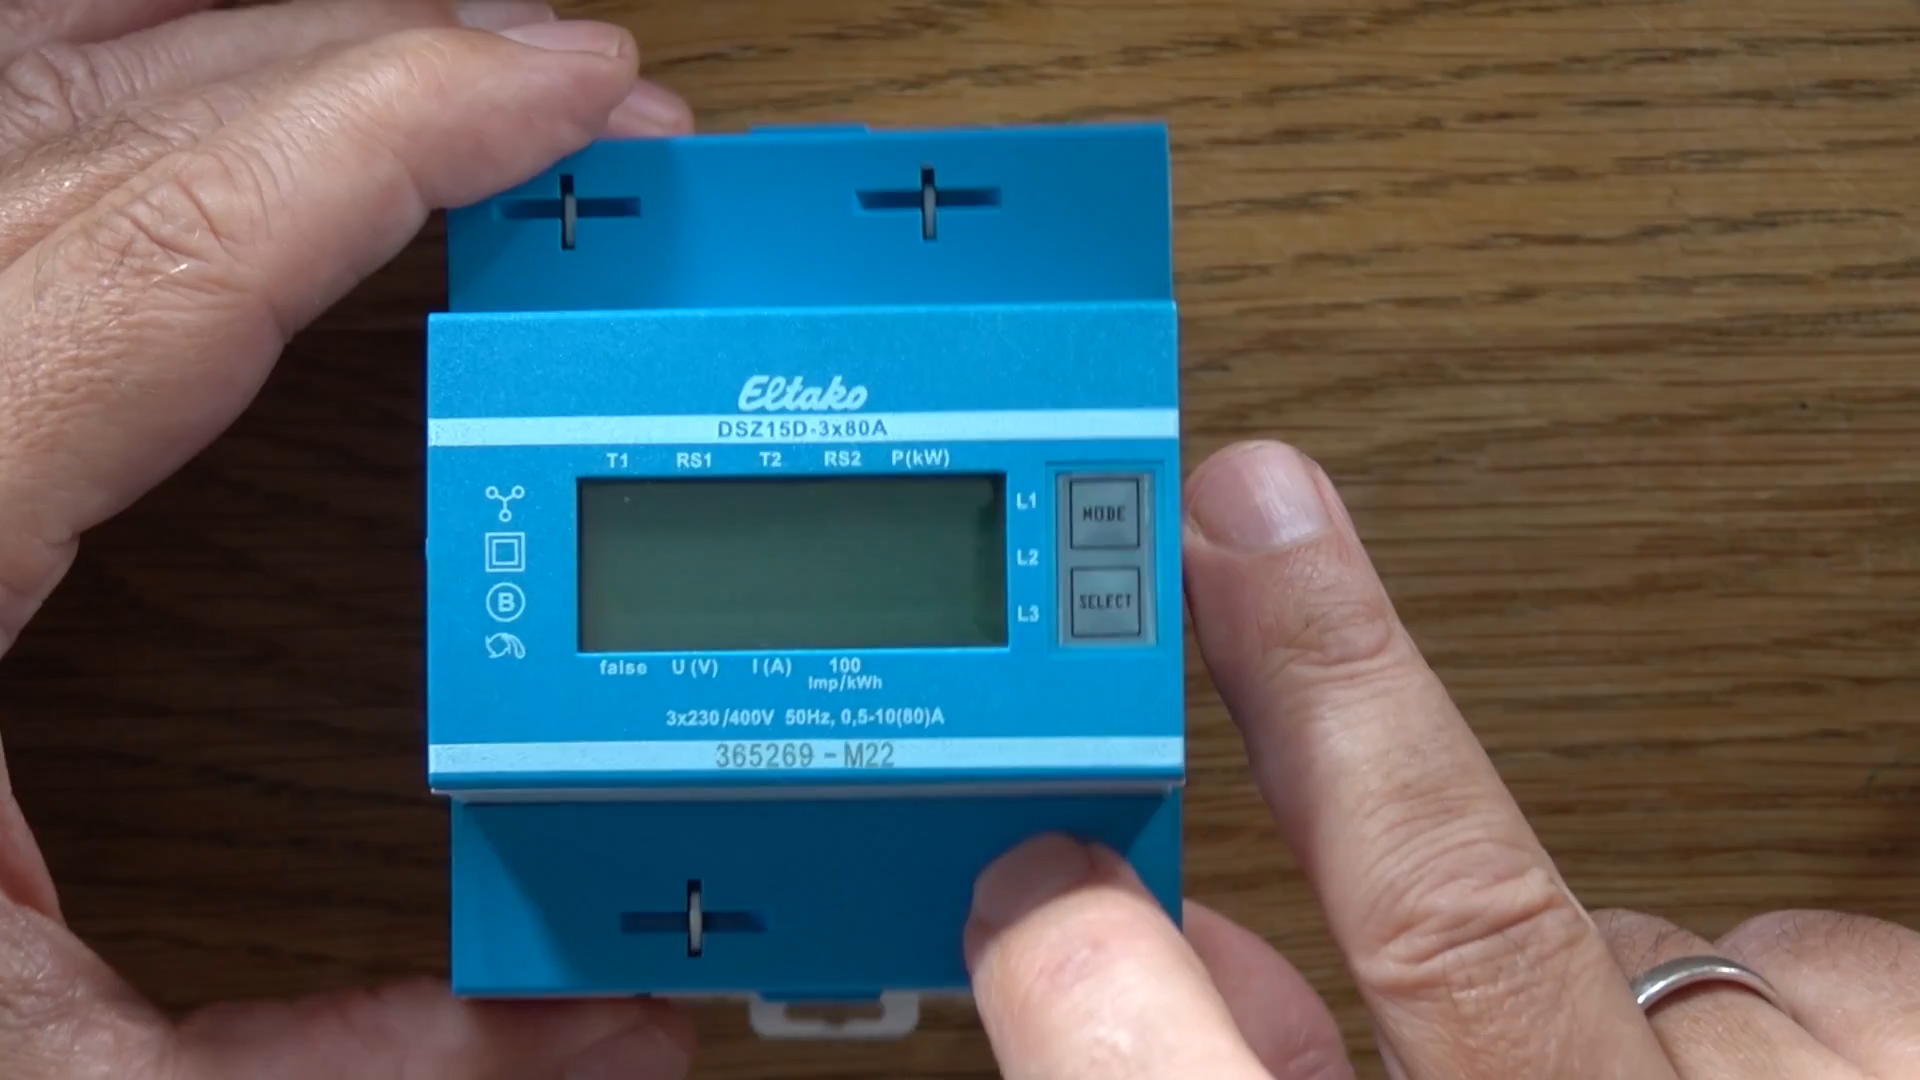 Eltako
DSZ15D-3x80A
T1 RS1 T2 RS2 P(kW)
L1
MODE
L2
B
SELECT
L3
false U (V) I (A) 100
Imp/kWh
3x230/400V 50Hz, 0,5-10(80)A
365269 - M22